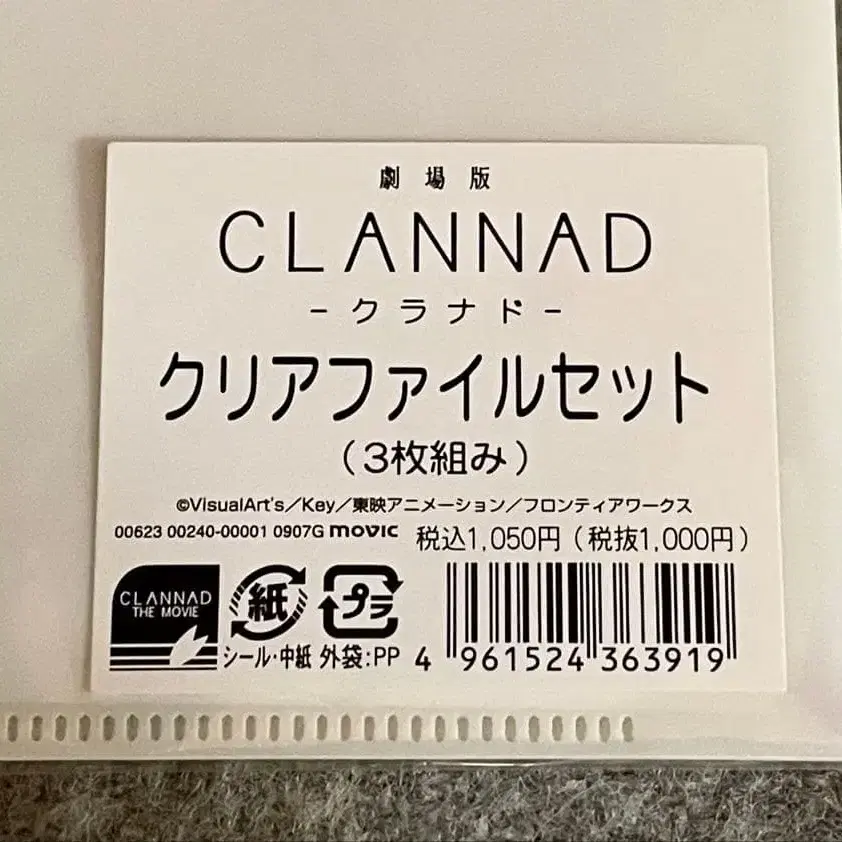 劇場版
CLANNAD
-クラナド-
クリアファイルセット
(3枚組み)
©VisualArt's/Key/東映アニメーション/フロンティアワークス
00623 00240-00001 0907G movic 税込1,050円(税抜1,000円)
CLANNAD
THE MOVIE
紙
プラ
シール・中紙 外袋:PP
4 961524 363919